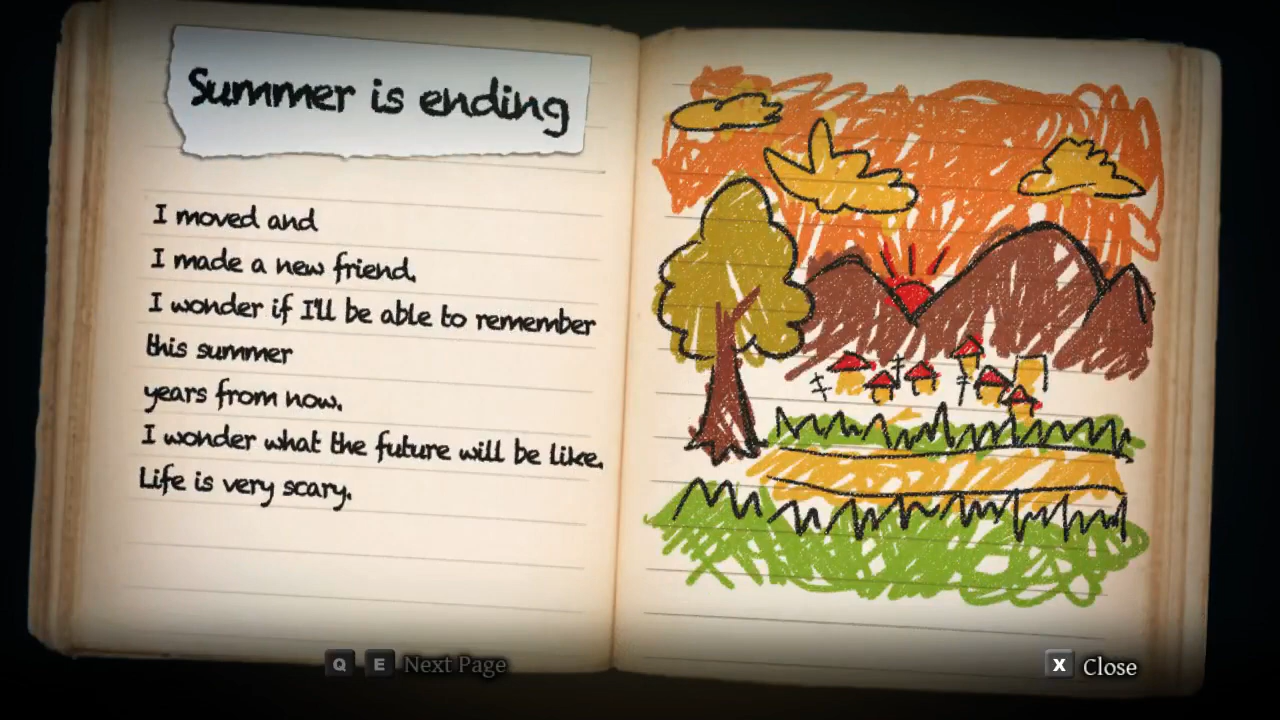 Summer is ending
I moved and
I made a new friend.
I wonder if I'll be able to remember
this summer
years from now.
I wonder what the future will be like.
Life is very scary.
Q E Next Page
X Close